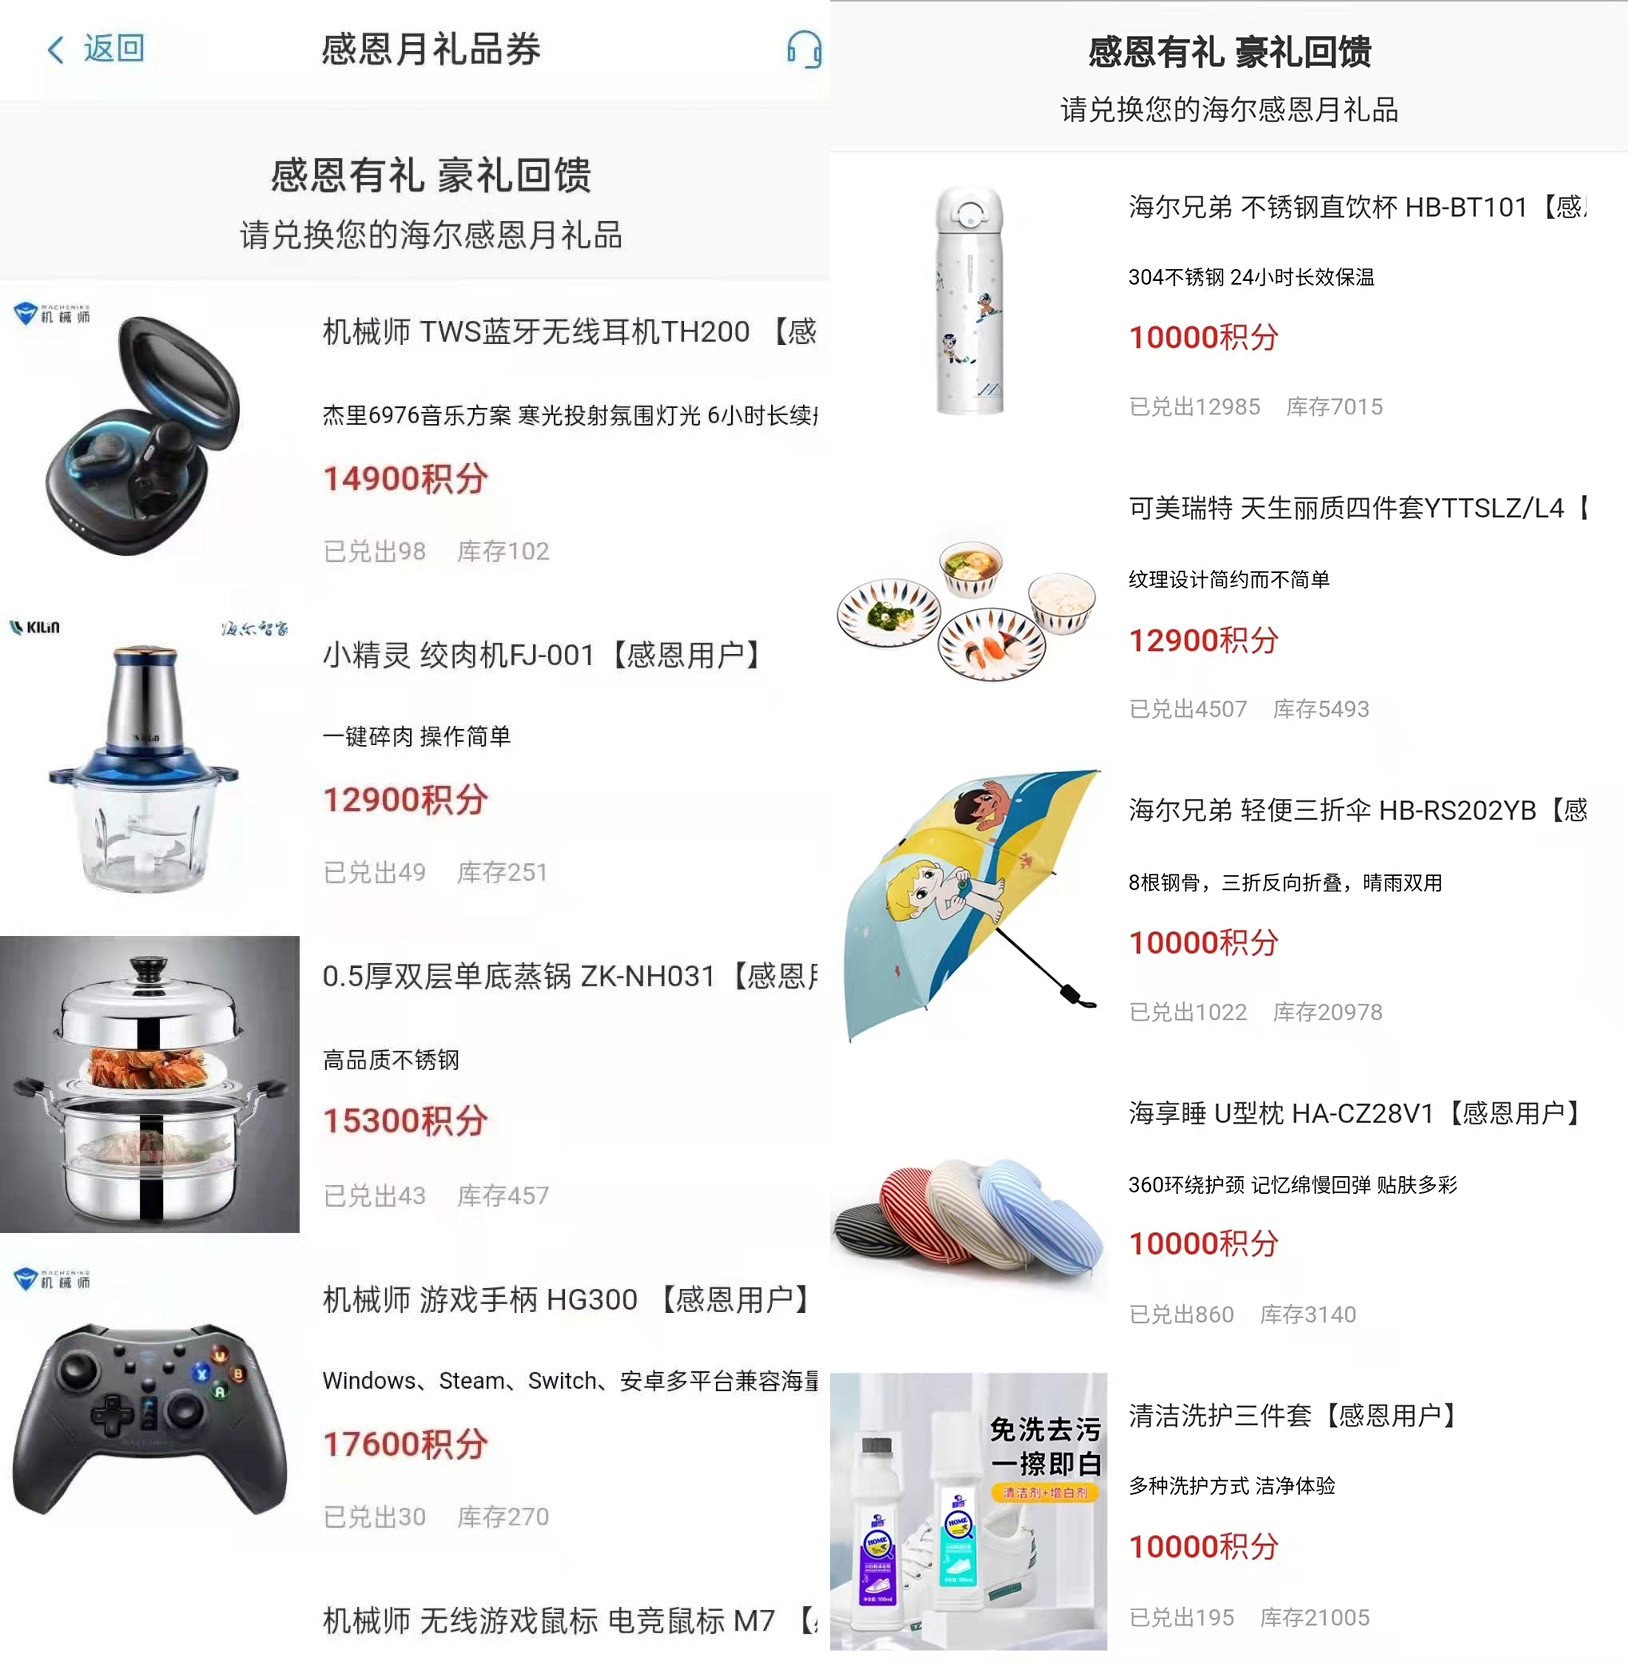 返回
感恩月礼品券
感恩有礼 豪礼回馈
请兑换您的海尔感恩月礼品
MACHENIKE
机械师
机械师 TWS蓝牙无线耳机TH200 【感
杰里6976音乐方案 寒光投射氛围灯光 6小时长续
14900积分
已兑出98 库存102
KILIN
海尔智家
小精灵 绞肉机FJ-001【感恩用户】
一键碎肉 操作简单
12900积分
已兑出49 库存251
0.5厚双层单底蒸锅 ZK-NH031【感恩
高品质不锈钢
15300积分
已兑出43 库存457
MACHENIKE
机械师
机械师 游戏手柄 HG300 【感恩用户】
Windows、Steam、Switch、安卓多平台兼容海量
17600积分
已兑出30 库存270
机械师 无线游戏鼠标 电竞鼠标 M7 【
感恩有礼 豪礼回馈
请兑换您的海尔感恩月礼品
海尔兄弟 不锈钢直饮杯 HB-BT101【感
304不锈钢 24小时长效保温
10000积分
已兑出12985 库存7015
可美瑞特 天生丽质四件套YTTSLZ/L4【
纹理设计简约而不简单
12900积分
已兑出4507 库存5493
海尔兄弟 轻便三折伞 HB-RS202YB【感
8根钢骨，三折反向折叠，晴雨双用
10000积分
已兑出1022 库存20978
海享睡 U型枕 HA-CZ28V1【感恩用户】
360环绕护颈 记忆绵慢回弹 贴肤多彩
10000积分
已兑出860 库存3140
免洗去污
一擦即白
清洁剂+增白剂
HOME
HOME
清洁洗护三件套【感恩用户】
多种洗护方式 洁净体验
10000积分
已兑出195 库存21005